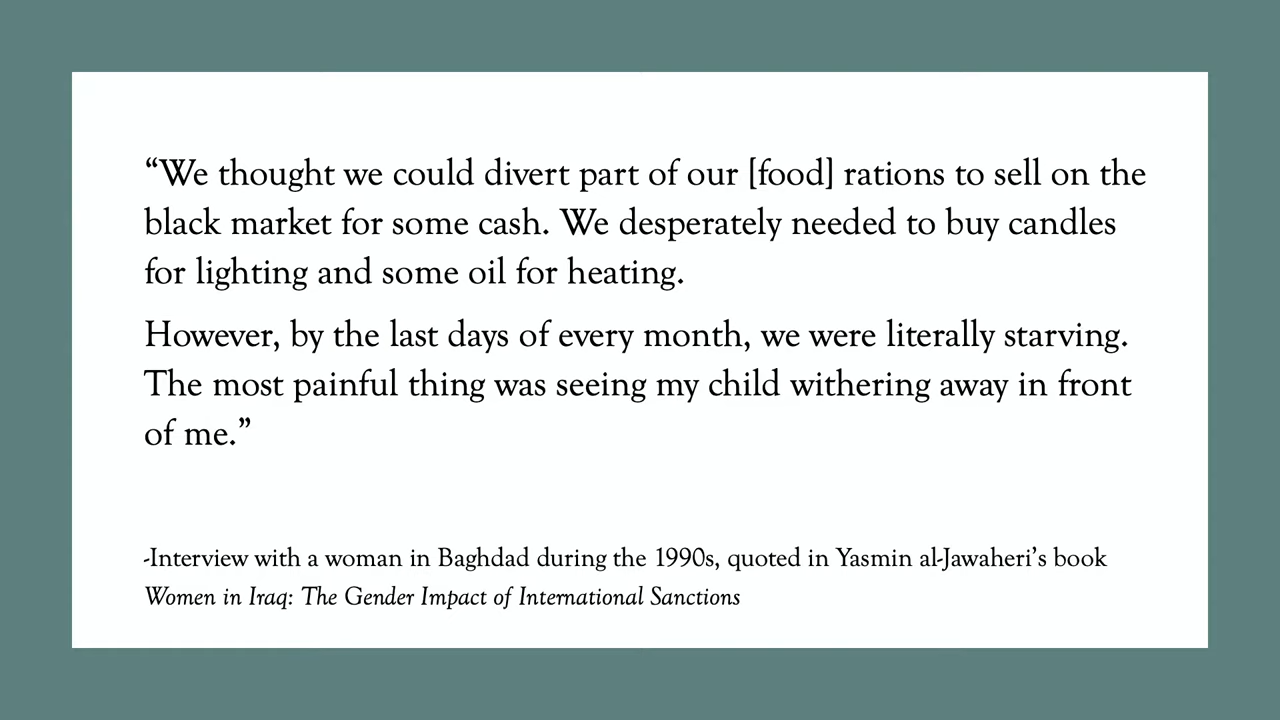 “We thought we could divert part of our [food] rations to sell on the
black market for some cash. We desperately needed to buy candles
for lighting and some oil for heating.
However, by the last days of every month, we were literally starving.
The most painful thing was seeing my child withering away in front
of me.”
-Interview with a woman in Baghdad during the 1990s, quoted in Yasmin al-Jawaheri’s book
Women in Iraq: The Gender Impact of International Sanctions